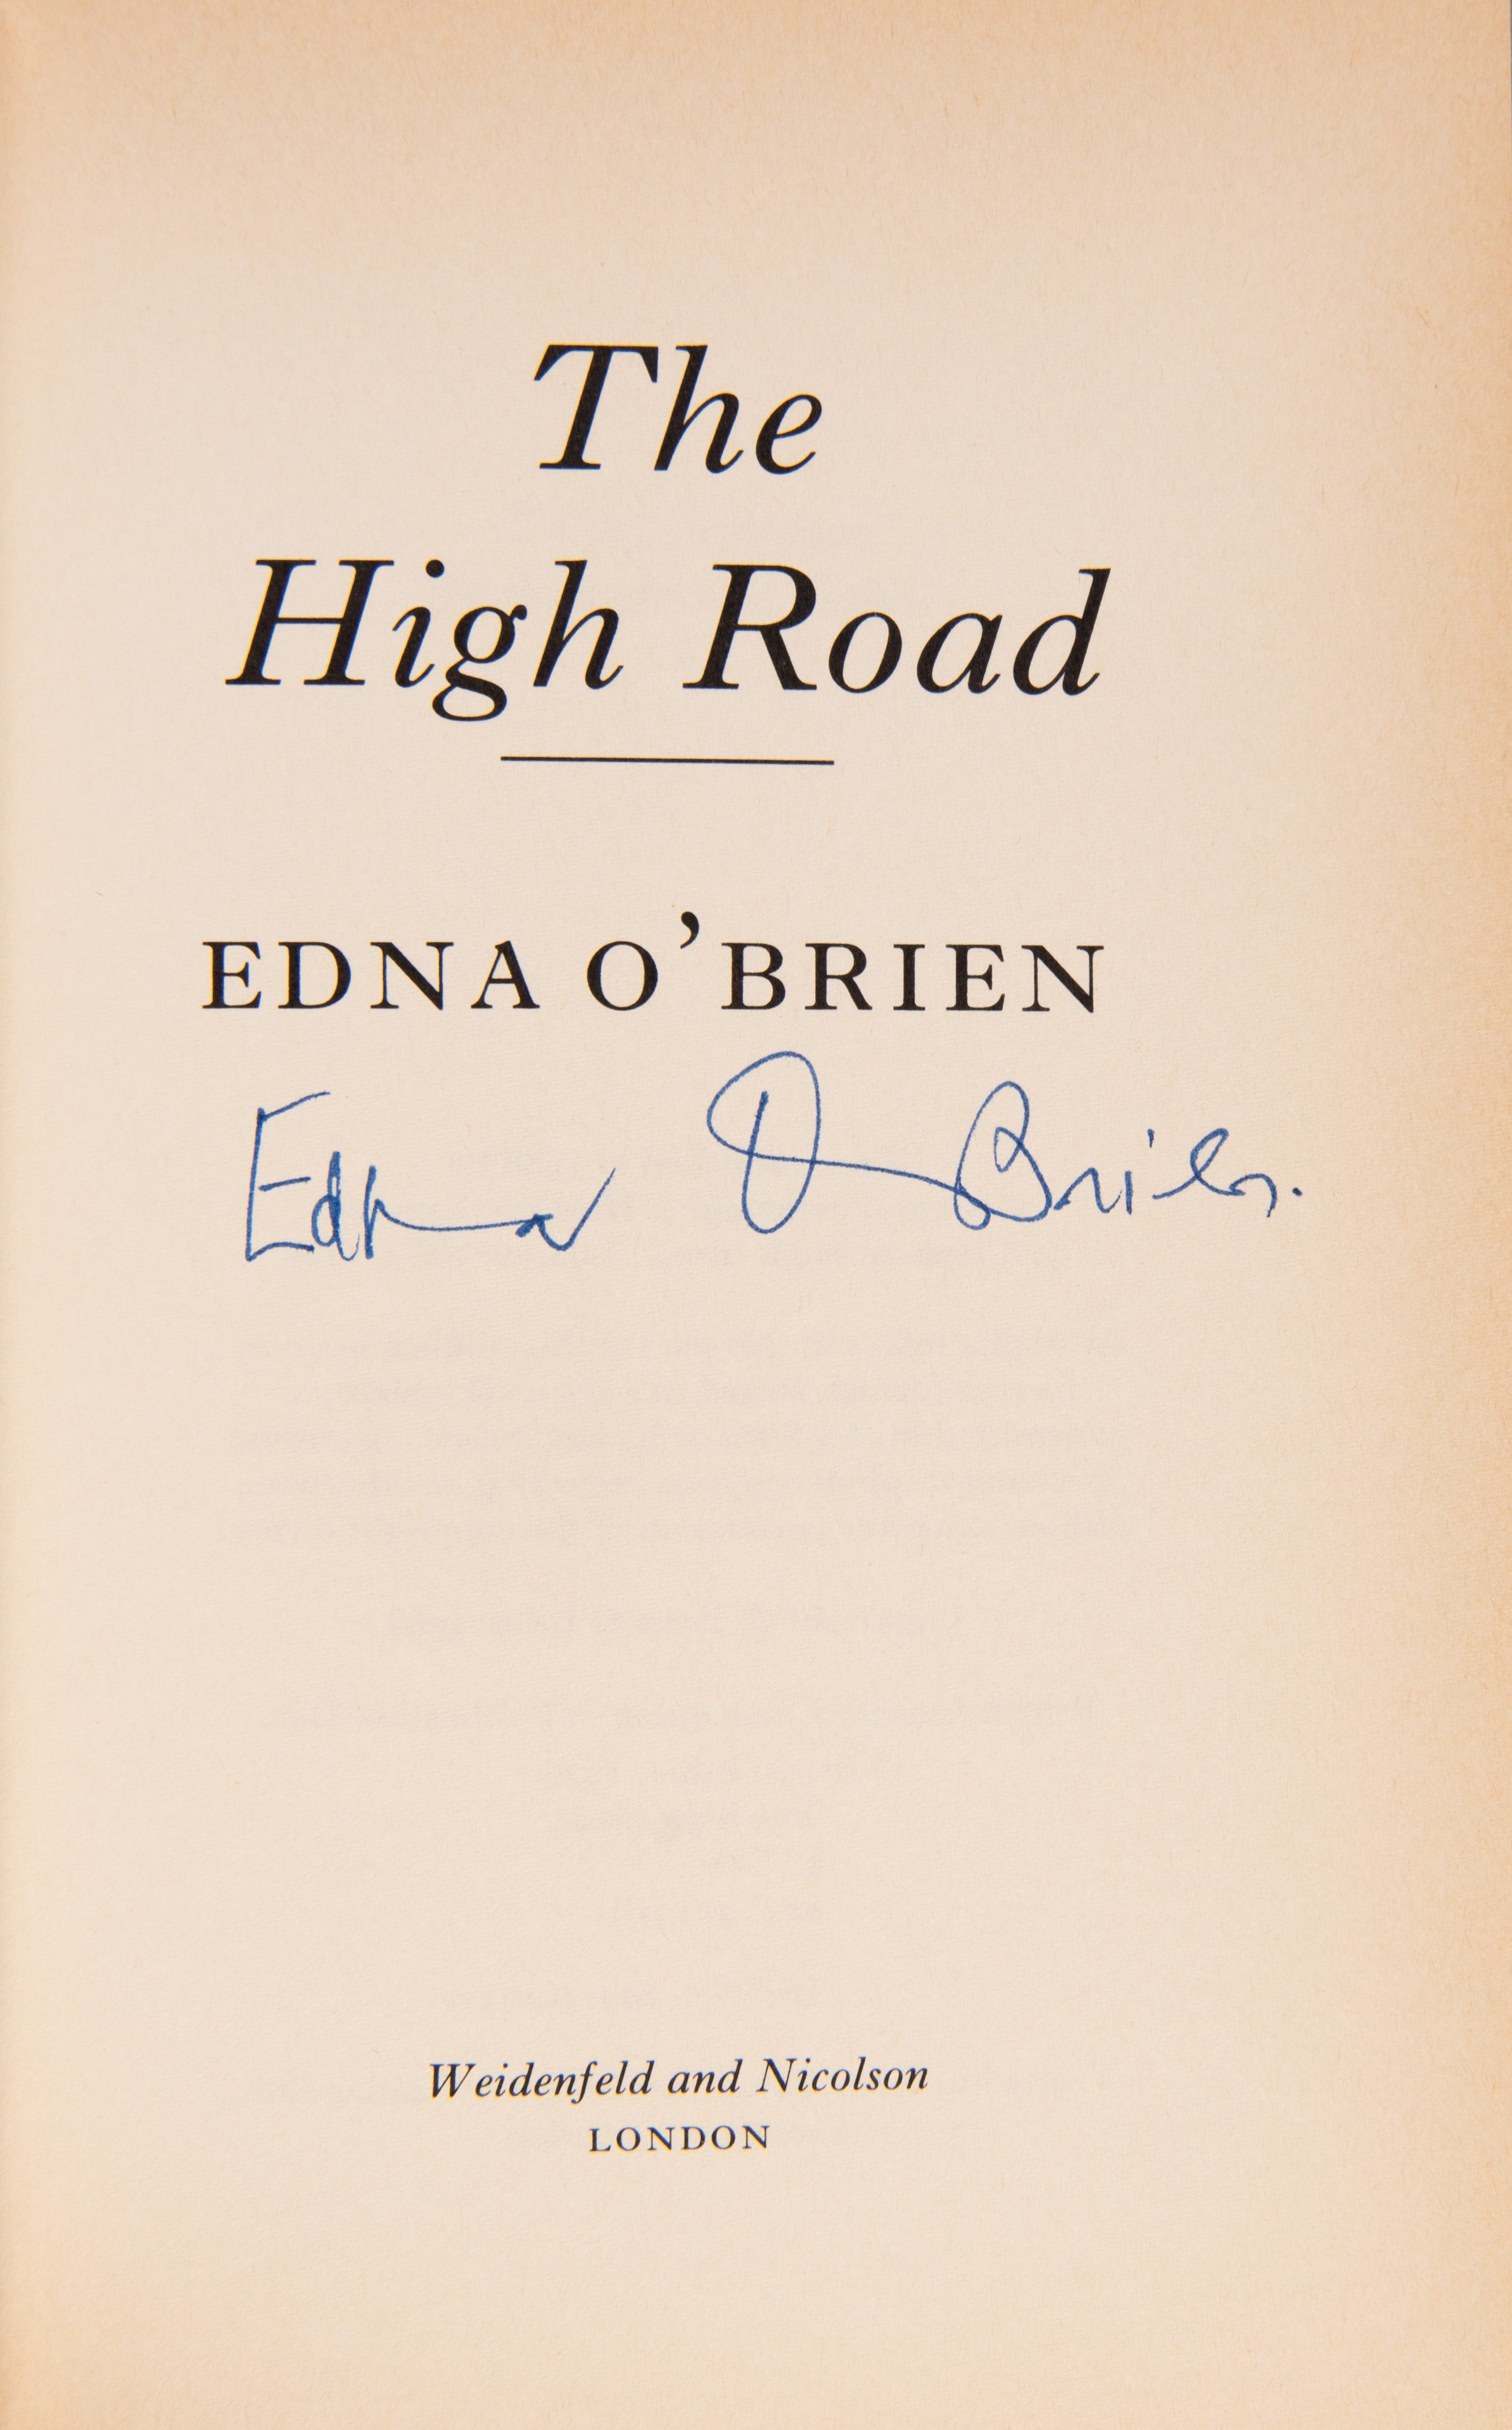 The
High Road
EDNA O'BRIEN
Edna O'Brien.
Weidenfeld and Nicolson
LONDON